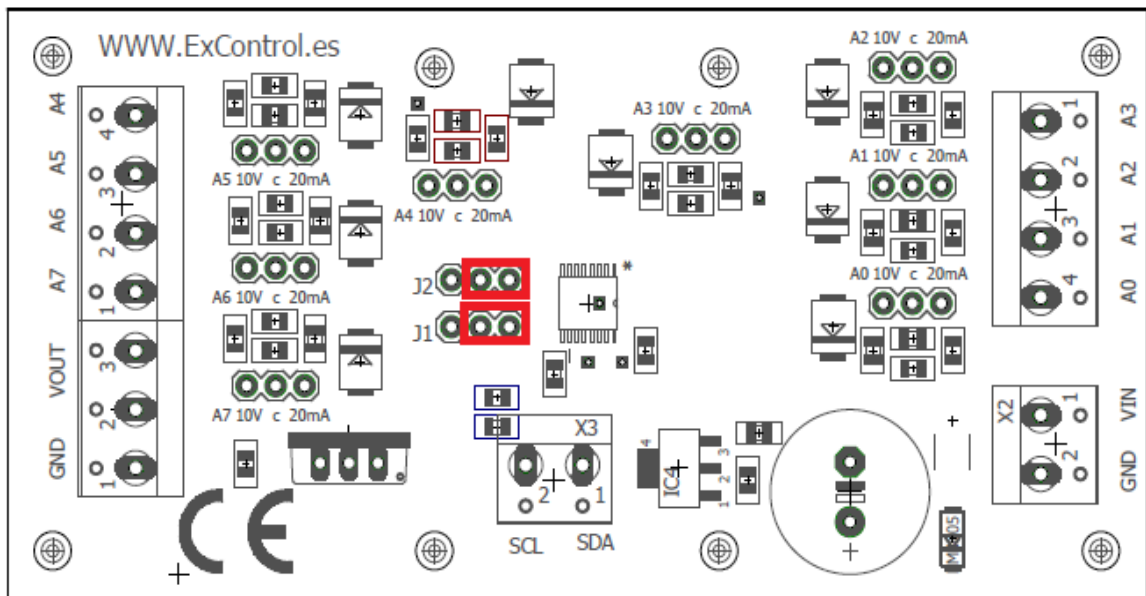 WWW.ExControl.es
A2 10V c 20mA
A4
4
A5
3
A6
2
A7
1
A3 10V c 20mA
1
A3
2
A2
3
A1
4
A0
A5 10V c 20mA
A4 10V c 20mA
A1 10V c 20mA
J2
*
A6 10V c 20mA
J1
A0 10V c 20mA
VOUT
3
2
GND
1
A7 10V c 20mA
X3
2
1
SCL
SDA
IC4
4
3
2
1
+
X2
1
VIN
2
GND
CE